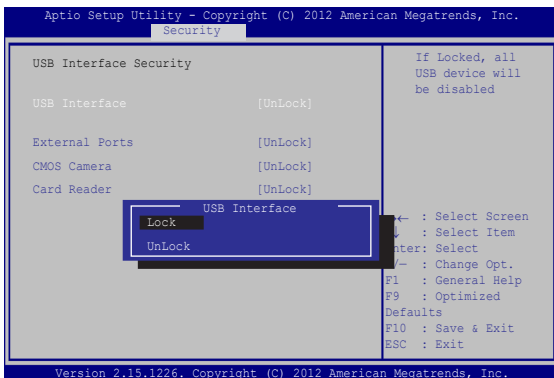 Aptio Setup Utility - Copyright (C) 2012 American Megatrends, Inc.
Security
USB Interface Security
USB Interface [UnLock]
External Ports [UnLock]
CMOS Camera [UnLock]
Card Reader [UnLock]
USB Interface
Lock
UnLock
If Locked, all
USB device will
be disabled
→← : Select Screen
↓ : Select Item
nter: Select
/— : Change Opt.
F1 : General Help
F9 : Optimized
Defaults
F10 : Save & Exit
ESC : Exit
Version 2.15.1226. Copyright (C) 2012 American Megatrends, Inc.